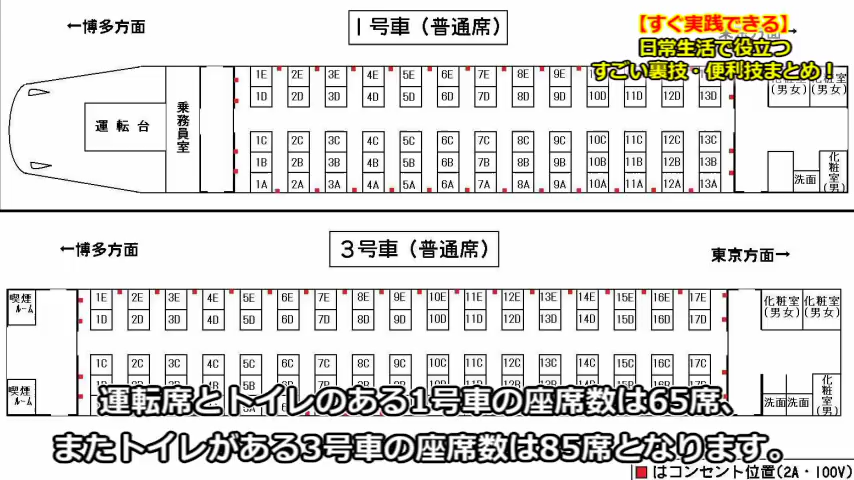 ←博多方面
1号車（普通席）
【すぐ実践できる】
日常生活で役立つ
すごい裏技・便利技まとめ！
運転台
乗務員室
1E 2E 3E 4E 5E 6E 7E 8E 9E
1D 2D 3D 4D 5D 6D 7D 8D 9D 10D 11D 12D 13D
(男女) (男女)
1C 2C 3C 4C 5C 6C 7C 8C 9C 10C 11C 12C 13C
1B 2B 3B 4B 5B 6B 7B 8B 9B 10B 11B 12B 13B
1A 2A 3A 4A 5A 6A 7A 8A 9A 10A 11A 12A 13A
洗面
化粧室(男)
←博多方面
3号車（普通席）
東京方面→
喫煙ルーム
1E 2E 3E 4E 5E 6E 7E 8E 9E 10E 11E 12E 13E 14E 15E 16E 17E
1D 2D 3D 4D 5D 6D 7D 8D 9D 10D 11D 12D 13D 14D 15D 16D 17D
化粧室(男女) 化粧室(男女)
1C 2C 3C 4C 5C 6C 7C 8C 9C 10C 11C 12C 13C 14C 15C 16C 17C
喫煙ルーム
洗面 洗面
化粧室(男)
運転席とトイレのある1号車の座席数は65席、
またトイレがある3号車の座席数は85席となります。
はコンセント位置(2A・100V)